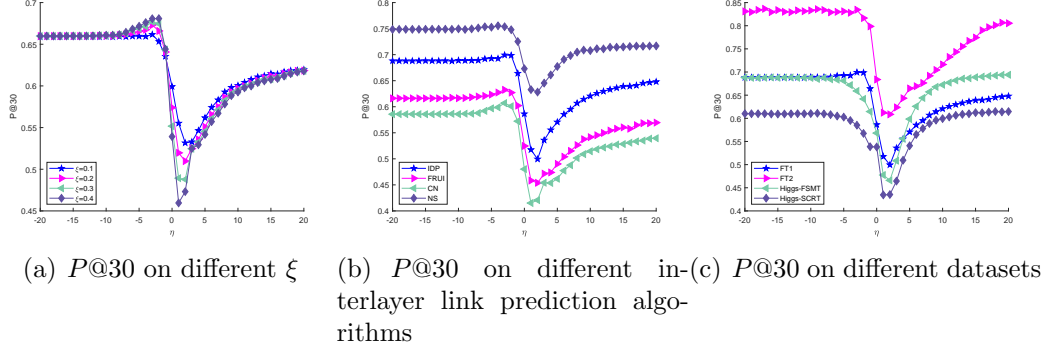 0.7
0.65
0.6
0.55
0.5
0.45
P@30
-20 -15 -10 -5 0 5 10 15 20
η
ξ=0.1
ξ=0.2
ξ=0.3
ξ=0.4
0.85
0.8
0.75
0.7
0.65
0.6
0.55
0.5
0.45
0.4
P@30
-20 -15 -10 -5 0 5 10 15 20
η
IDP
FRUI
CN
NS
0.85
0.8
0.75
0.7
0.65
0.6
0.55
0.5
0.45
0.4
P@30
-20 -15 -10 -5 0 5 10 15 20
η
FT1
FT2
Higgs-FSMT
Higgs-SCRT
(a) P@30 on different ξ
(b) P@30 on different in-
terlayer link prediction algo-
rithms
(c) P@30 on different datasets